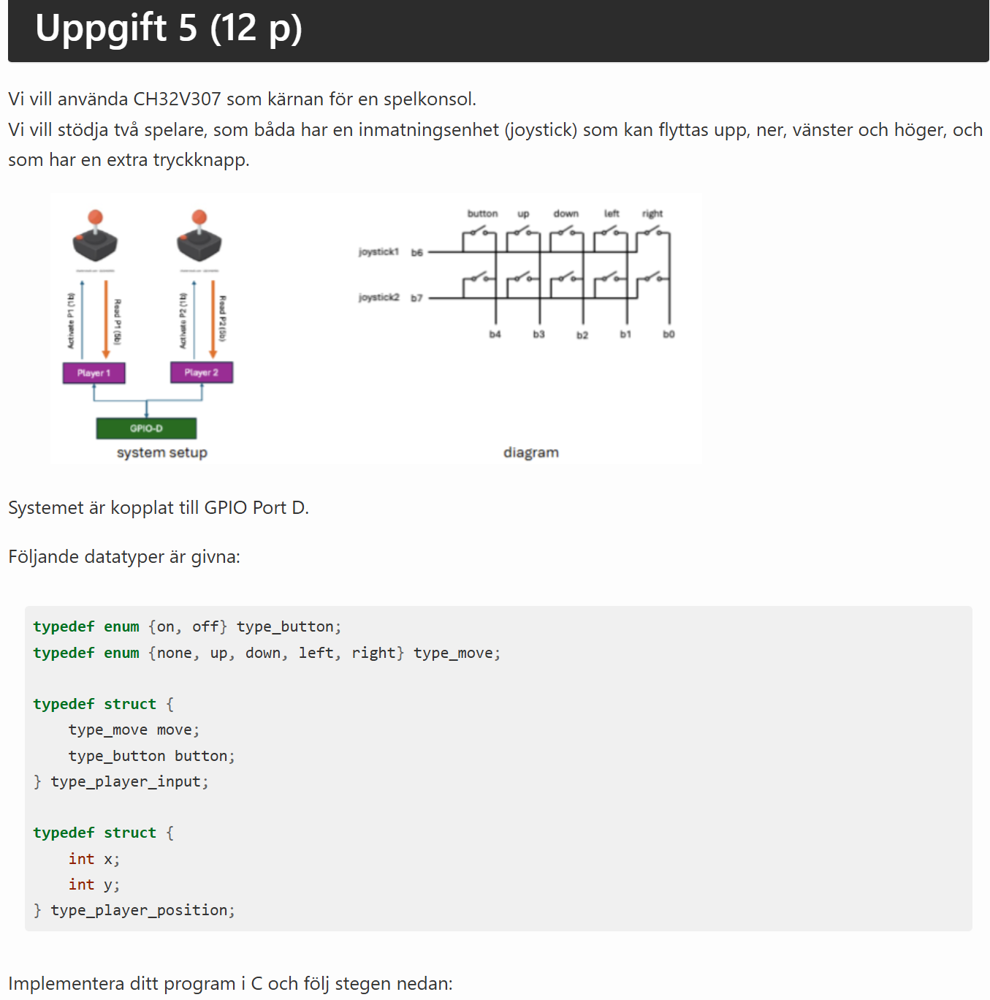 Uppgift 5 (12 p)
Vi vill använda CH32V307 som kärnan för en spelkonsol.
Vi vill stödja två spelare, som båda har en inmatningsenhet (joystick) som kan flyttas upp, ner, vänster och höger, och
som har en extra tryckknapp.
Activate P1 (1b)
Read P1 (5b)
Activate P2 (1b)
Read P2 (5b)
Player 1
Player 2
GPIO-D
system setup
button up down left right
joystick1 b6
joystick2 b7
b4 b3 b2 b1 b0
diagram
Systemet är kopplat till GPIO Port D.
Följande datatyper är givna:
typedef enum {on, off} type_button;
typedef enum {none, up, down, left, right} type_move;
typedef struct {
    type_move move;
    type_button button;
} type_player_input;
typedef struct {
    int x;
    int y;
} type_player_position;
Implementera ditt program i C och följ stegen nedan: